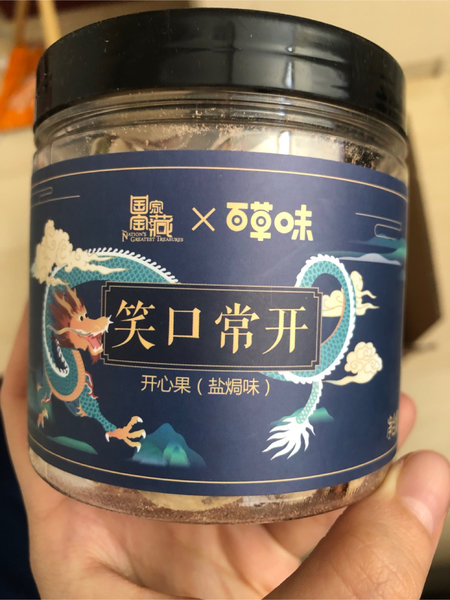 国家宝藏 × 百草味
NATION'S
GREATEST TREASURES
笑口常开
开心果（盐焗味）